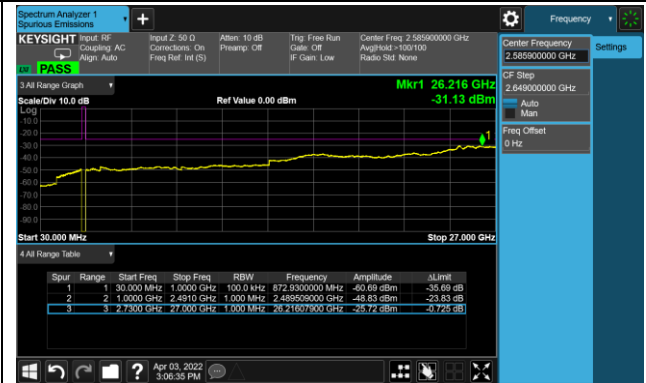 Spectrum Analyzer 1
Spurious Emissions
Frequency
KEYSIGHT Input: RF Input Z: 50 Ω Atten: 10 dB Trig: Free Run Center Freq: 2.585900000 GHz
Coupling: AC Corrections: On Preamp: Off Gate: Off Avg|Hold:>100/100
Align: Auto Freq Ref: Int (S) IF Gain: Low Radio Std: None
PASS
Center Frequency
2.585900000 GHz
Settings
CF Step
2.649000000 GHz
Auto
Man
Freq Offset
0 Hz
3 All Range Graph
Mkr1 26.216 GHz
Scale/Div 10.0 dB Ref Value 0.00 dBm -31.13 dBm
Log
-10.0
-20.0
1
-30.0
-40.0
-50.0
-60.0
-70.0
-80.0
-90.0
Start 30.000 MHz Stop 27.000 GHz
4 All Range Table
Spur Range Start Freq Stop Freq RBW Frequency Amplitude ΔLimit
1 1 30.000 MHz 1.0000 GHz 100.0 kHz 872.9300000 MHz -60.69 dBm -35.69 dB
2 2 1.0000 GHz 2.4910 GHz 1.000 MHz 2.489509000 GHz -48.83 dBm -23.83 dB
3 3 2.7300 GHz 27.000 GHz 1.000 MHz 26.21607900 GHz -25.72 dBm -0.725 dB
Apr 03, 2022
3:06:35 PM